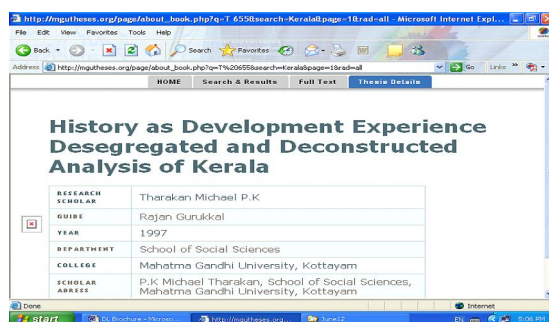 http://mgutheses.org/page/about_book.php?q=T 655&search=Kerala&page=1&rad=all - Microsoft Internet Expl...
File Edit View Favorites Tools Help
Back Search Favorites
Address http://mgutheses.org/page/about_book.php?q=T%20655&search=Kerala&page=1&rad=all Go Links
HOME Search & Results Full Text Thesis Details
History as Development Experience
Desegregated and Deconstructed
Analysis of Kerala
RESEARCH SCHOLAR Tharakan Michael P.K
GUIDE Rajan Gurukkal
YEAR 1997
DEPARTMENT School of Social Sciences
COLLEGE Mahatma Gandhi University, Kottayam
SCHOLAR ADRESS P.K Michael Tharakan, School of Social Sciences,
Mahatma Gandhi University, Kottayam
Done Internet
start DL Brochure - Microso... http://mgutheses.org... June12 EN 5:06 PM